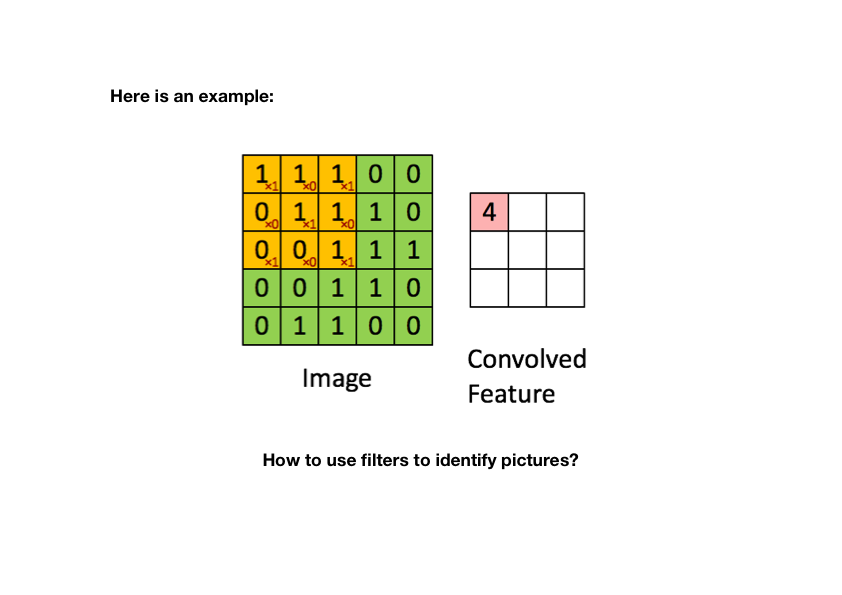 Here is an example:
1×1 1×0 1×1 0 0
0×0 1×1 1×0 1 0
0×1 0×0 1×1 1 1
0 0 1 1 0
0 1 1 0 0
4
Image
Convolved
Feature
How to use filters to identify pictures?